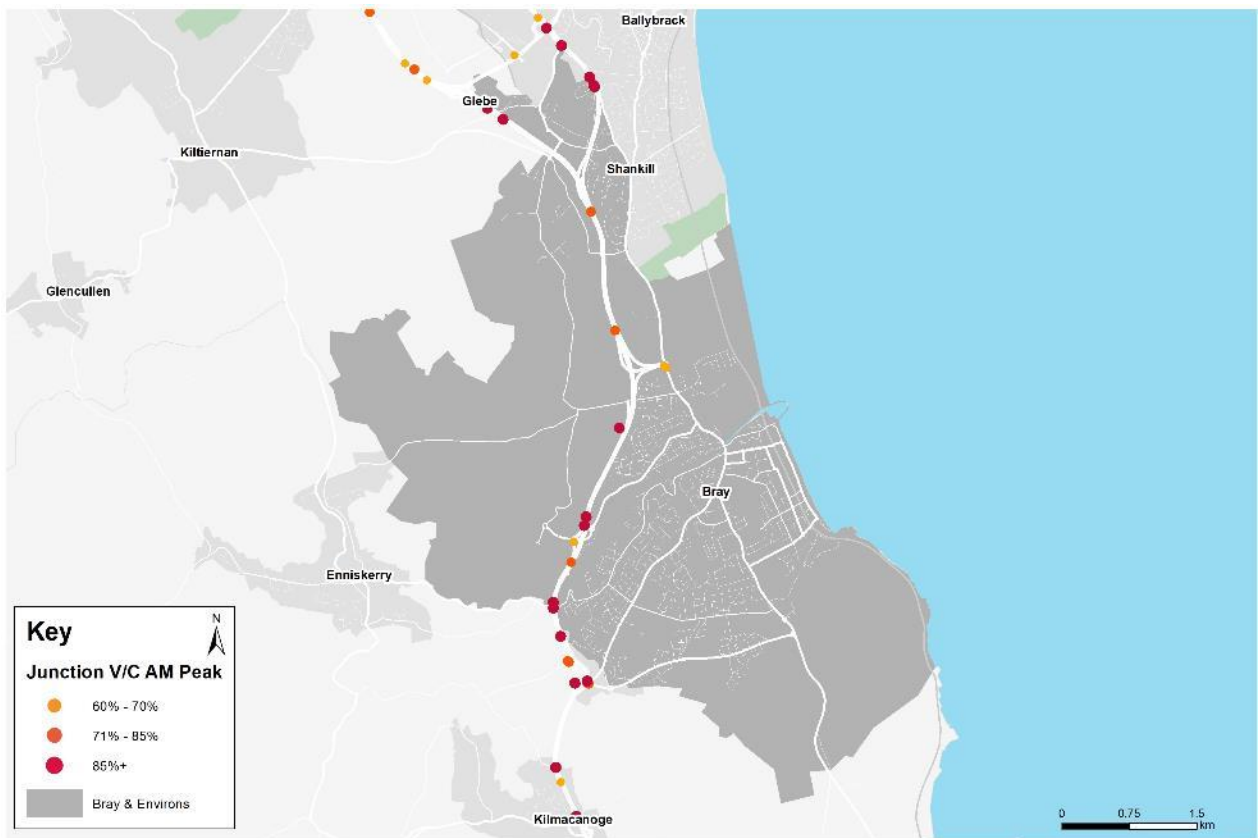 Ballybrack
Glebe
Kiltiernan
Shankill
Glencullen
Bray
Enniskerry
Kilmacanoge
Key
N
Junction V/C AM Peak
60% - 70%
71% - 85%
85%+
Bray & Environs
0 0.75 1.5
km